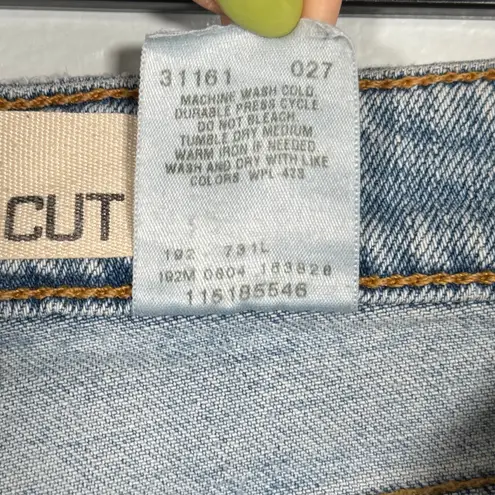 31161 027
MACHINE WASH COLD
DURABLE PRESS CYCLE
DO NOT BLEACH
TUMBLE DRY MEDIUM
WARM IRON IF NEEDED
WASH AND DRY WITH LIKE
COLORS WPL-423
CUT
192 731L
192M 0604 163828
115185546